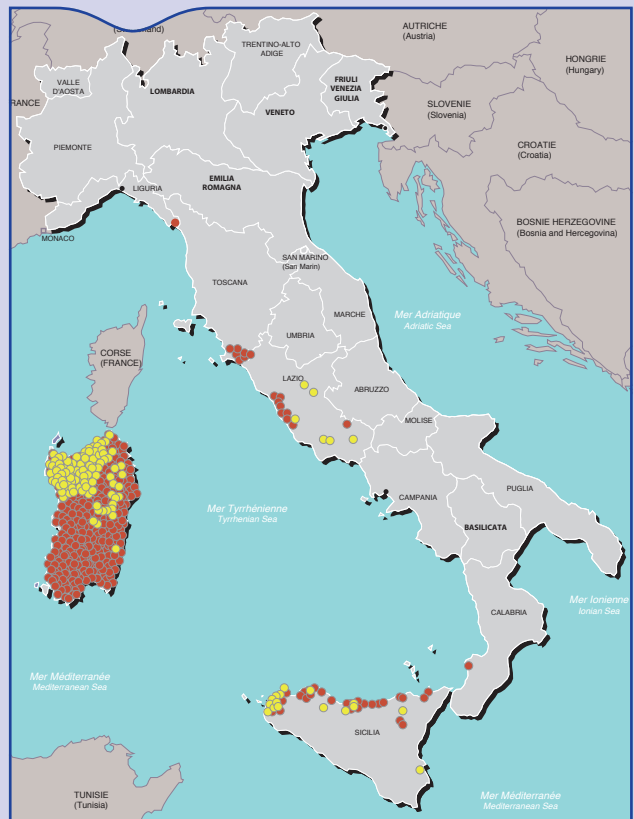 AUTRICHE
(Austria)
TRENTINO-ALTO
ADIGE
HONGRIE
(Hungary)
VALLE
D'AOSTA
LOMBARDIA
FRIULI
VENEZIA
GIULIA
VENETO
SLOVENIE
(Slovenia)
PIEMONTE
CROATIE
(Croatia)
EMILIA
ROMAGNA
LIGURIA
BOSNIE HERZEGOVINE
(Bosnia and Hercegovina)
MONACO
SAN MARINO
(San Marin)
TOSCANA
MARCHE
Mer Adriatique
Adriatic Sea
UMBRIA
CORSE
(FRANCE)
LAZIO
ABRUZZO
MOLISE
PUGLIA
CAMPANIA
Mer Tyrrhénienne
Tyrrhenian Sea
BASILICATA
Mer Ionienne
Ionian Sea
CALABRIA
Mer Méditerranée
Mediterranean Sea
SICILIA
TUNISIE
(Tunisia)
Mer Méditerranée
Mediterranean Sea